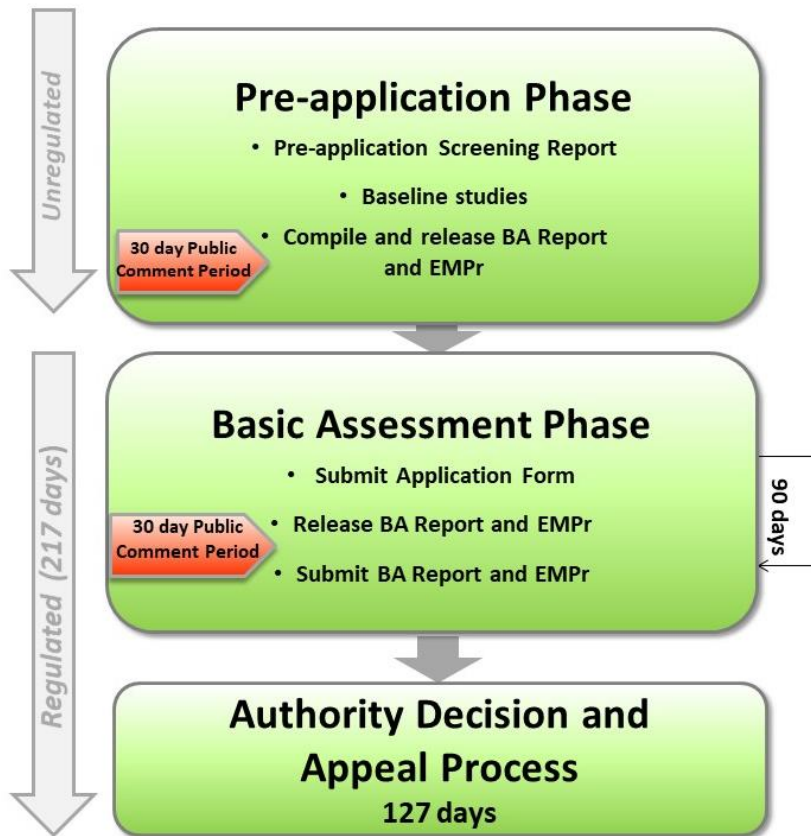 Unregulated
Pre-application Phase
• Pre-application Screening Report
• Baseline studies
30 day Public
Comment Period
• Compile and release BA Report
and EMPr
Regulated (217 days)
Basic Assessment Phase
• Submit Application Form
30 day Public
Comment Period
• Release BA Report and EMPr
• Submit BA Report and EMPr
90 days
Authority Decision and
Appeal Process
127 days